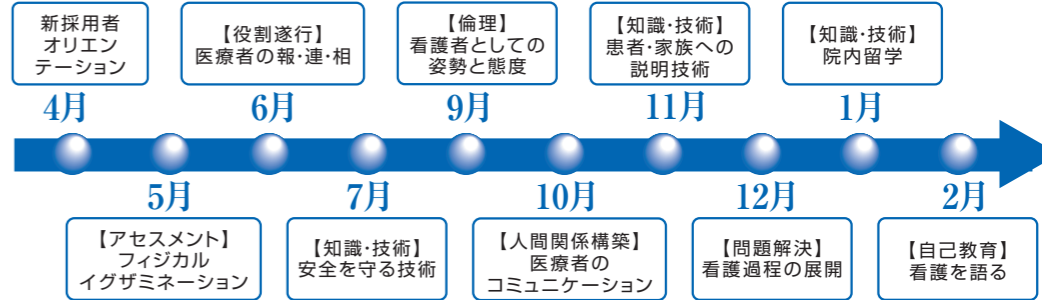 新採用者
オリエン
テーション
4月
【アセスメント】
フィジカル
イグザミネーション
5月
【役割遂行】
医療者の報・連・相
6月
【知識・技術】
安全を守る技術
7月
【倫理】
看護者としての
姿勢と態度
9月
【人間関係構築】
医療者の
コミュニケーション
10月
【知識・技術】
患者・家族への
説明技術
11月
【問題解決】
看護過程の展開
12月
【知識・技術】
院内留学
1月
【自己教育】
看護を語る
2月